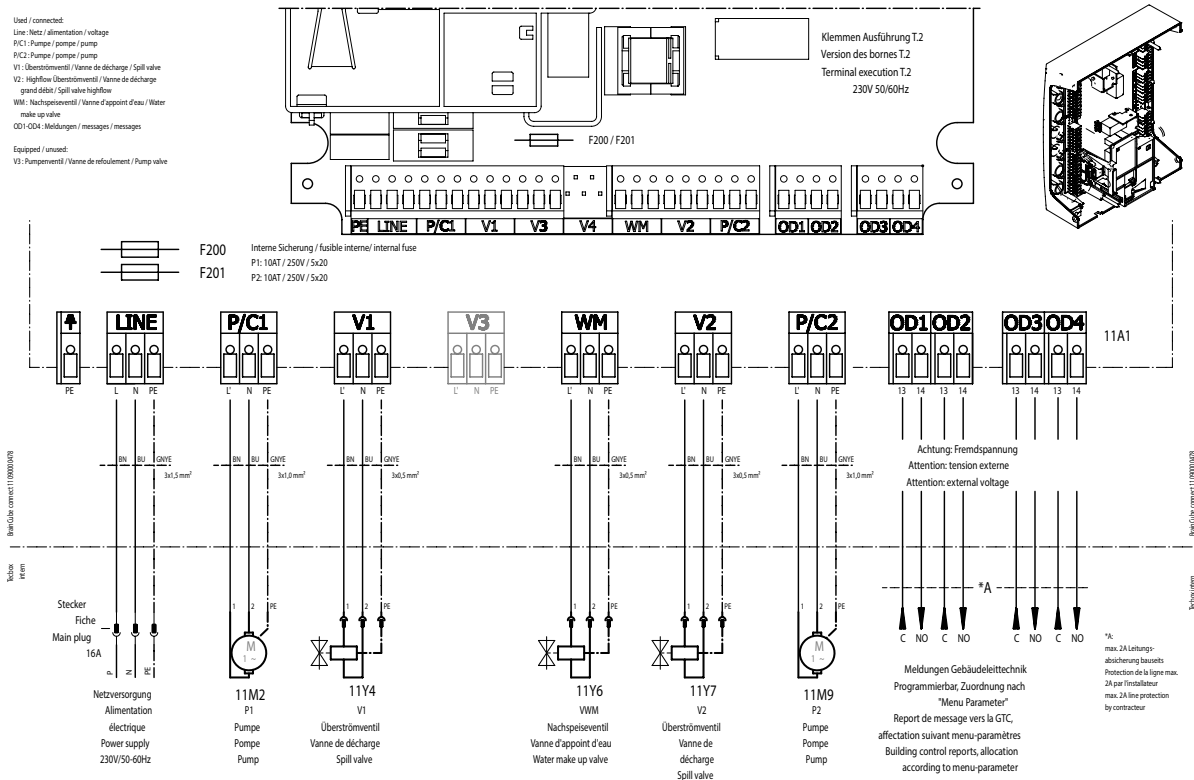 Used / connected:
Line : Netz / alimentation / voltage
P/C1 : Pumpe / pompe / pump
P/C2 : Pumpe / pompe / pump
V1 : Überströmventil / Vanne de décharge / Spill valve
V2 : Highflow Überströmventil / Vanne de décharge
grand débit / Spill valve highflow
WM : Nachspeiseventil / Vanne d'appoint d'eau / Water
make up valve
OD1-OD4 : Meldungen / messages / messages
Equipped / unused:
V3 : Pumpenventil / Vanne de refoulement / Pump valve
Klemmen Ausführung T.2
Version des bornes T.2
Terminal execution T.2
230V 50/60Hz
F200 / F201
PE LINE P/C1 V1 V3 V4 WM V2 P/C2 OD1 OD2 OD3 OD4
F200
F201
Interne Sicherung / fusible interne/ internal fuse
P1: 10AT / 250V / 5x20
P2: 10AT / 250V / 5x20
LINE P/C1 V1 V3 WM V2 P/C2 OD1 OD2 OD3 OD4
11A1
PE L N PE L' N PE L' N PE L' N PE L' N PE L' N PE L' N PE 13 14 13 14 13 14 13 14
BN BU GNYE BN BU GNYE BN BU GNYE BN BU GNYE BN BU GNYE BN BU GNYE
3x1,5 mm² 3x1,0 mm² 3x0,5 mm² 3x0,5 mm² 3x0,5 mm² 3x1,0 mm²
Achtung: Fremdspannung
Attention: tension externe
Attention: external voltage
BrainCube connect 11090001478
BrainCube connect 11090001478
Tecbox
intern
Tecbox intern
*A
Stecker
Fiche
Main plug
16A
P N PE
1 2 PE 1 2 PE 1 2 PE 1 2 PE 1 2 PE
M
1 ~
M
1 ~
C NO C NO C NO C NO
Netzversorgung
Alimentation
électrique
Power supply
230V/50-60Hz
11M2
P1
Pumpe
Pompe
Pump
11Y4
V1
Überströmventil
Vanne de décharge
Spill valve
11Y6
VWM
Nachspeiseventil
Vanne d'appoint d'eau
Water make up valve
11Y7
V2
Überströmventil
Vanne de
décharge
Spill valve
11M9
P2
Pumpe
Pompe
Pump
Meldungen Gebäudeleittechnik
Programmierbar, Zuordnung nach
"Menu Parameter"
Report de message vers la GTC,
affectation suivant menu-paramètres
Building control reports, allocation
according to menu-parameter
*A:
max. 2A Leitungs-
absicherung bauseits
Protection de la ligne max.
2A par l'installateur
max. 2A line protection
by contracteur